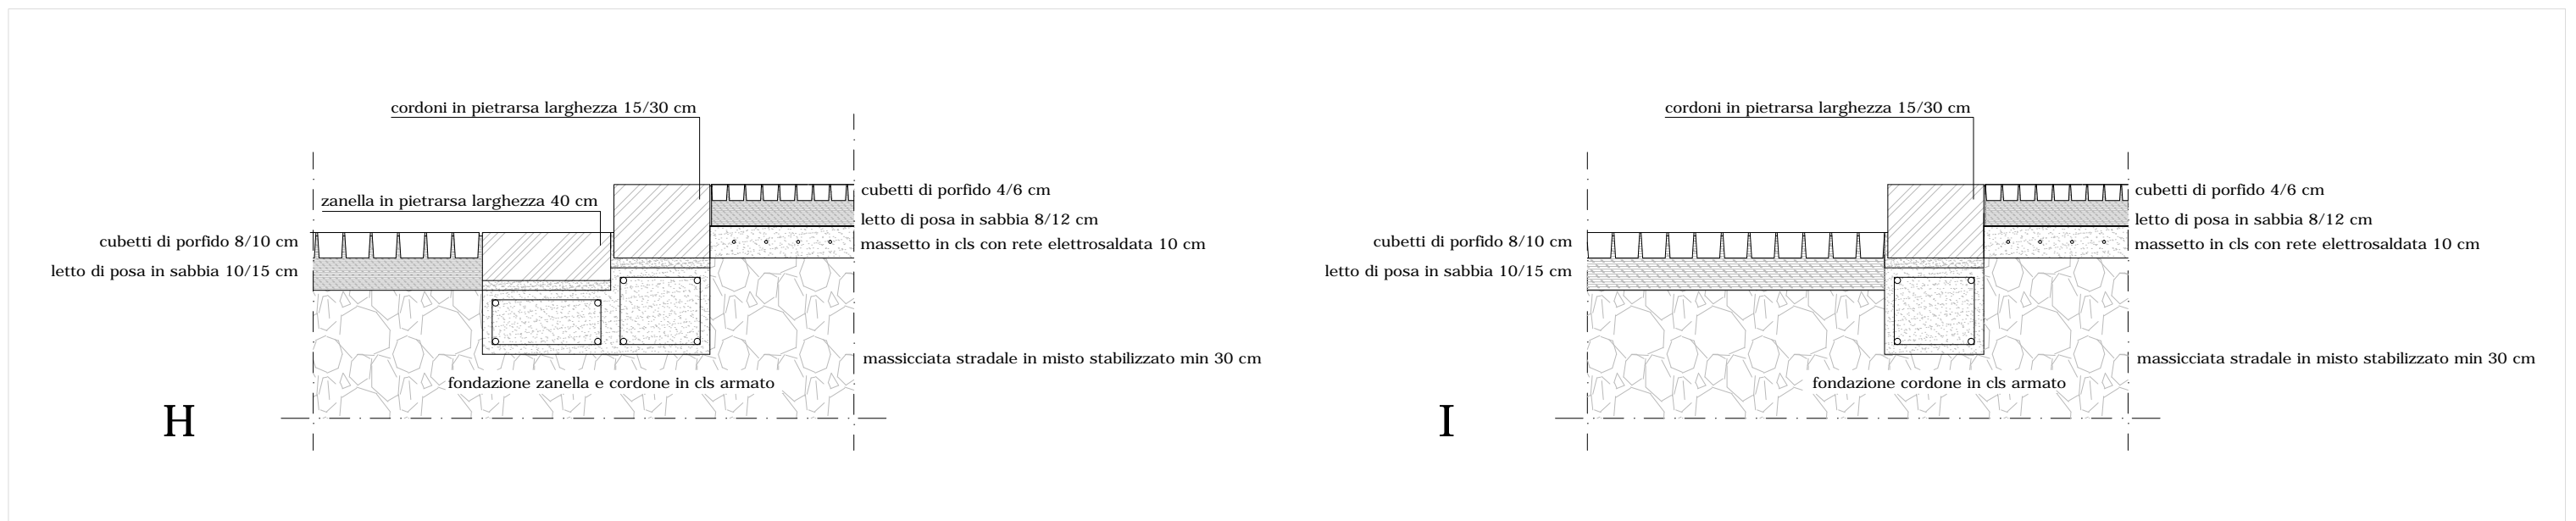 cordoni in pietrarsa larghezza 15/30 cm
zanella in pietrarsa larghezza 40 cm
cubetti di porfido 8/10 cm
letto di posa in sabbia 10/15 cm
cubetti di porfido 4/6 cm
letto di posa in sabbia 8/12 cm
massetto in cls con rete elettrosaldata 10 cm
massicciata stradale in misto stabilizzato min 30 cm
fondazione zanella e cordone in cls armato
H
cordoni in pietrarsa larghezza 15/30 cm
cubetti di porfido 8/10 cm
letto di posa in sabbia 10/15 cm
cubetti di porfido 4/6 cm
letto di posa in sabbia 8/12 cm
massetto in cls con rete elettrosaldata 10 cm
massicciata stradale in misto stabilizzato min 30 cm
fondazione cordone in cls armato
I